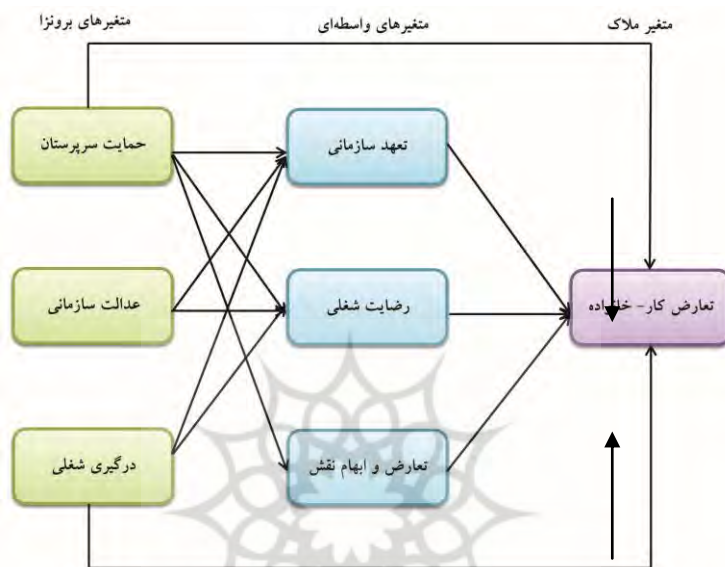 متغیرهای برونزا
متغیرهای واسطه‌ای
متغیر ملاک
حمایت سرپرستان
تعهد سازمانی
عدالت سازمانی
رضایت شغلی
تعارض کار- خانواده
درگیری شغلی
تعارض و ابهام نقش